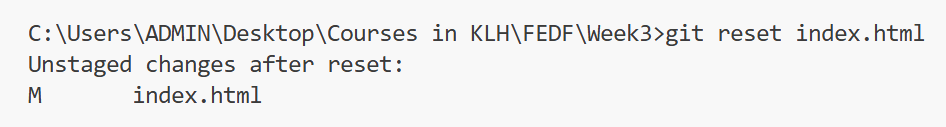 C:\Users\ADMIN\Desktop\Courses in KLH\FEDF\Week3>git reset index.html
Unstaged changes after reset:
M       index.html